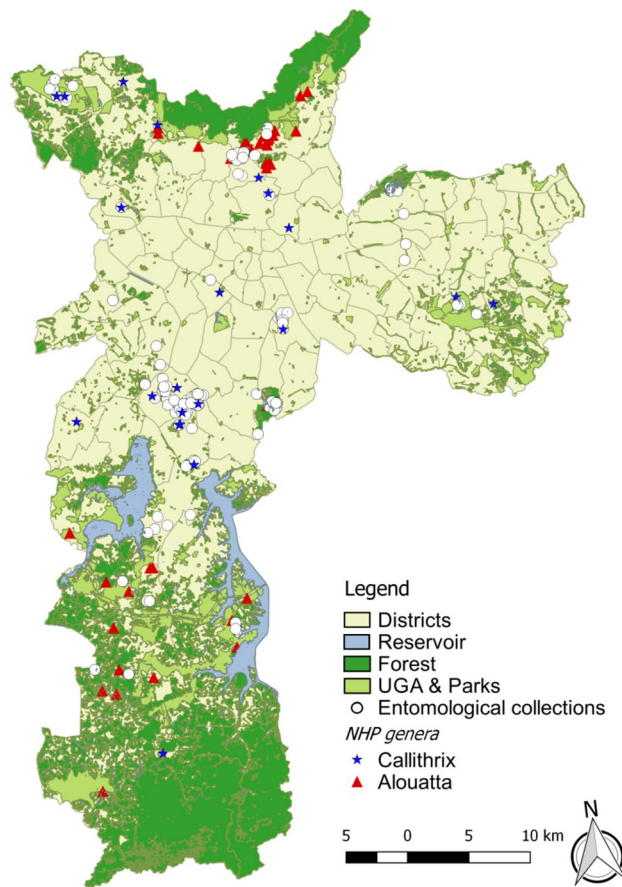 Legend
Districts
Reservoir
Forest
UGA & Parks
Entomological collections
NHP genera
Callithrix
Alouatta
N
5 0 5 10 km